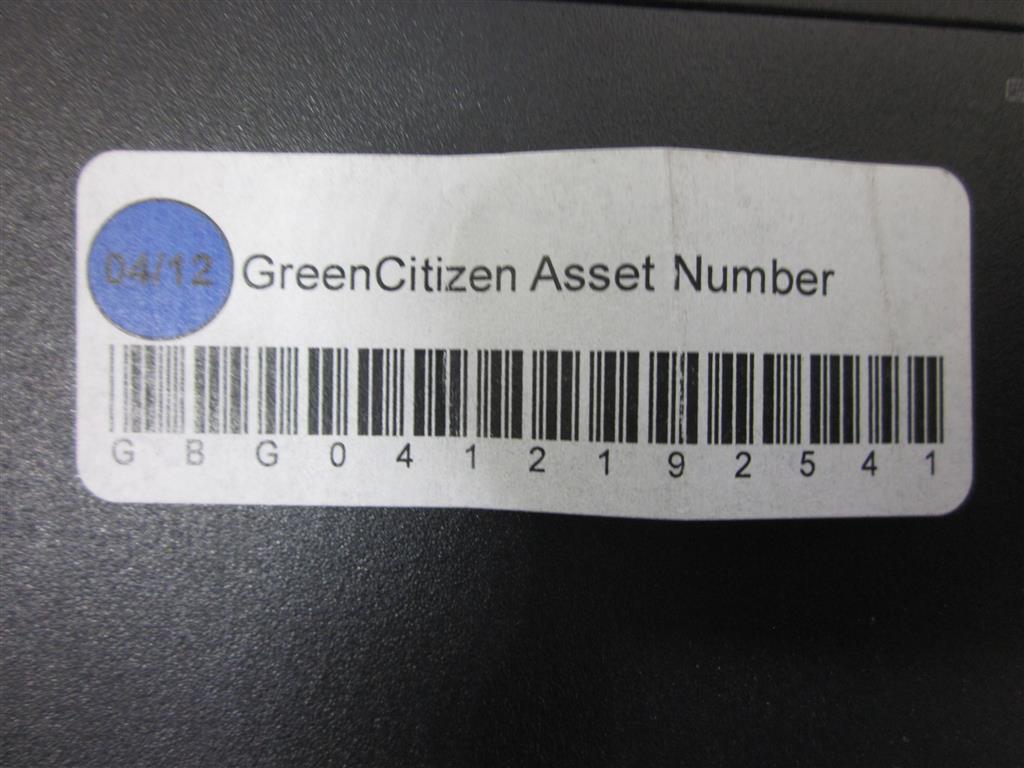 04/12 GreenCitizen Asset Number
G B G 0 4 1 2 1 9 2 5 4 1